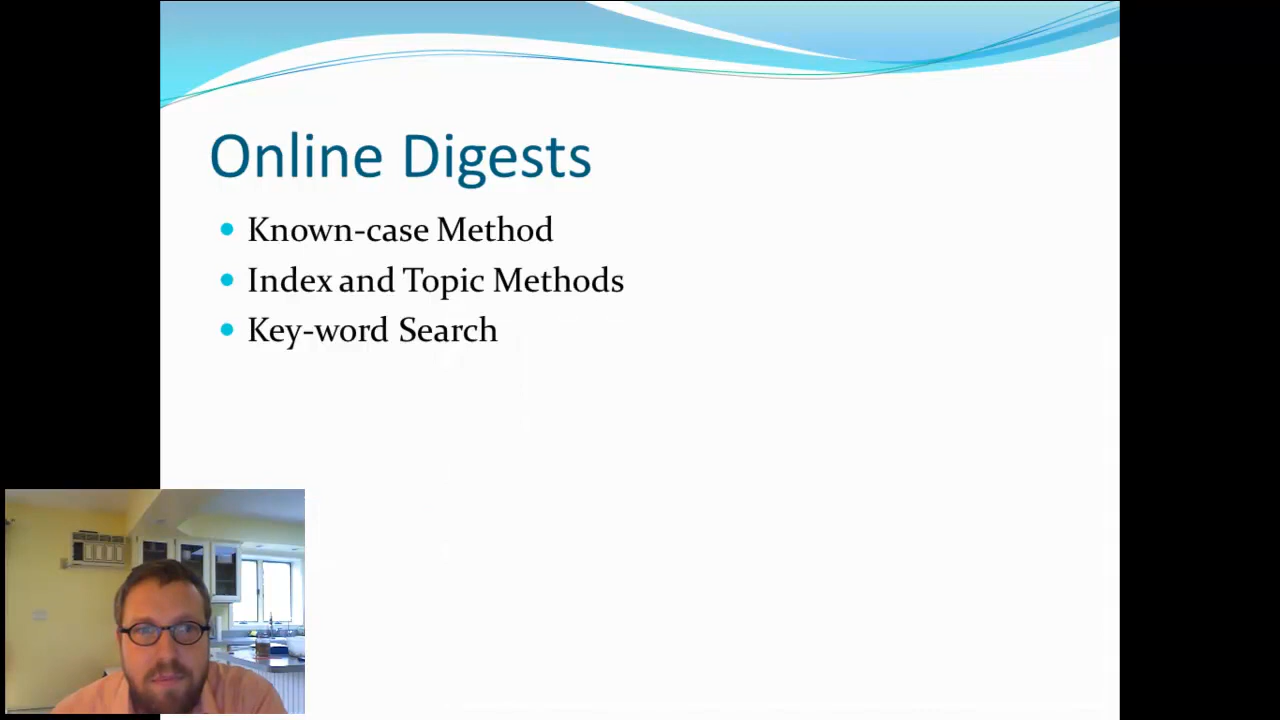 Online Digests
Known-case Method
Index and Topic Methods
Key-word Search